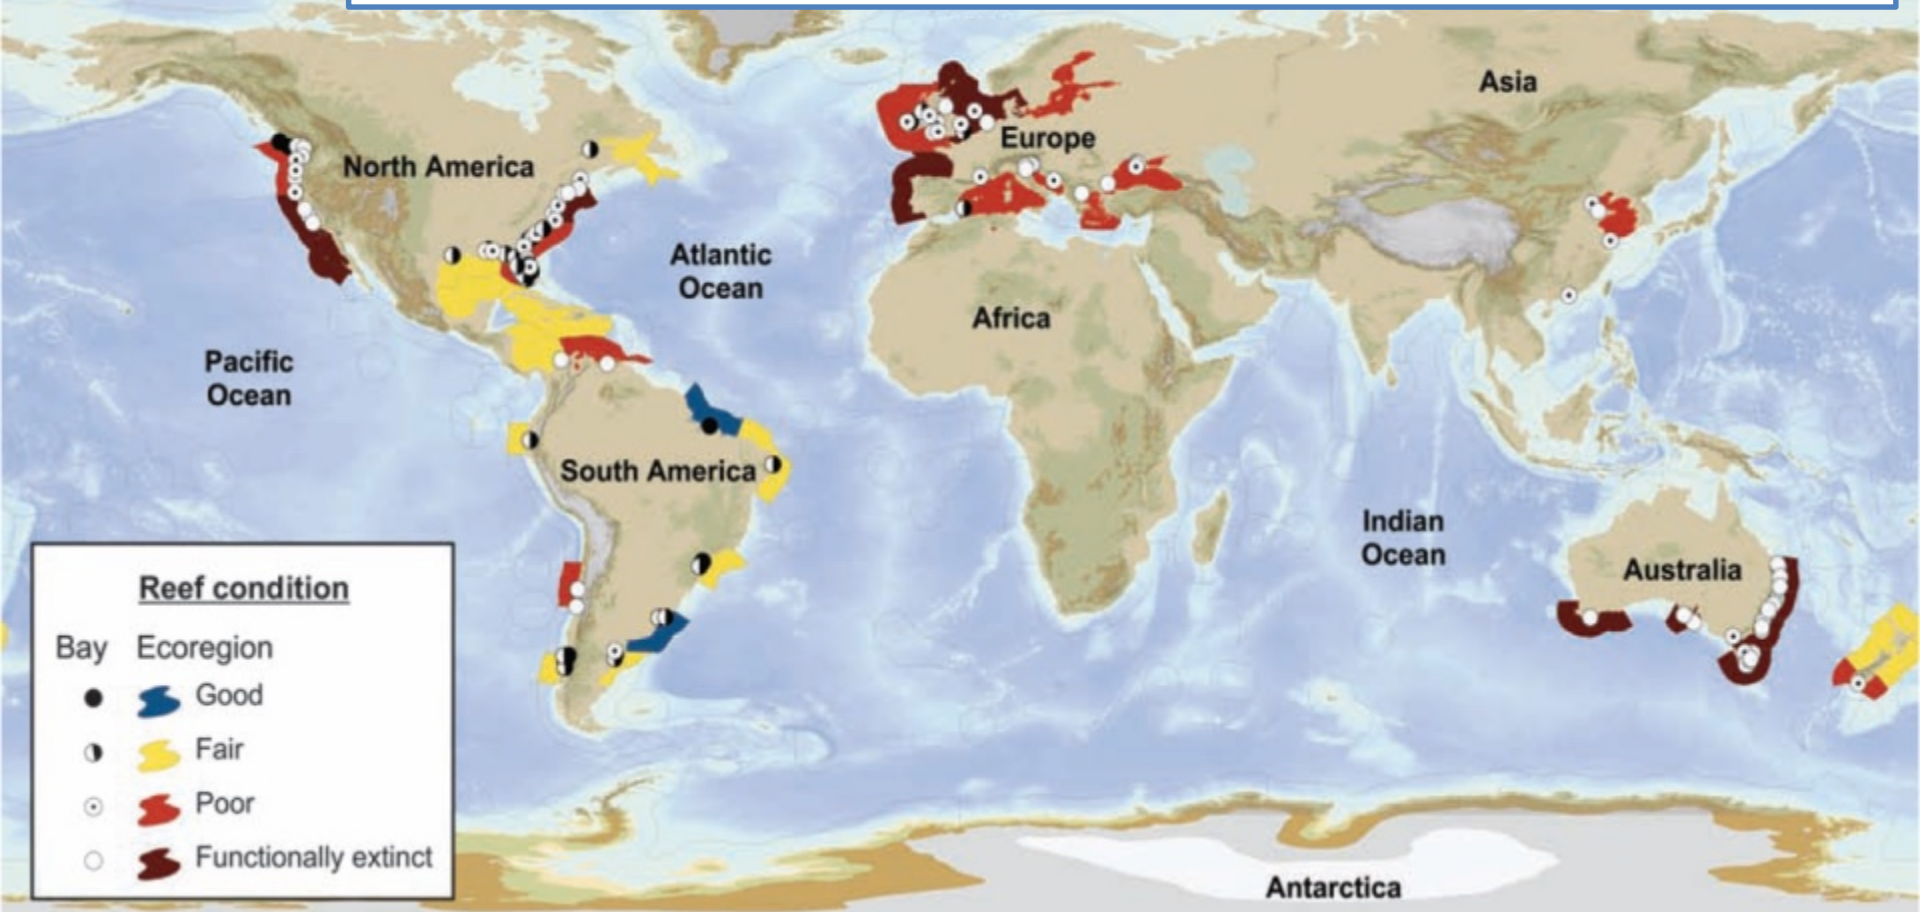 Asia
Europe
North America
Atlantic
Ocean
Africa
Pacific
Ocean
South America
Indian
Ocean
Australia
Reef condition
Bay Ecoregion
Good
Fair
Poor
Functionally extinct
Antarctica